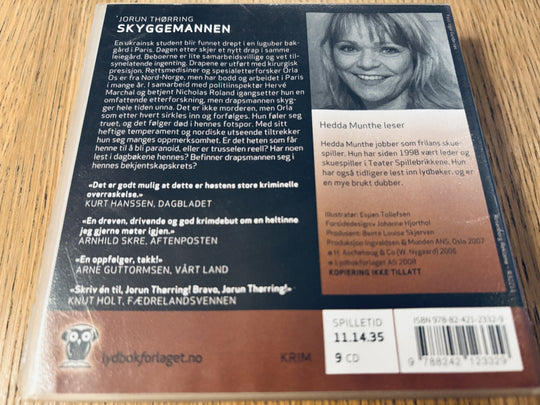 JORUN THØRRING
SKYGGEMANNEN
En ukrainsk student blir funnet drept i en luguber bak-
gård i Paris. Dagen etter skjer et nytt drap i samme
leiegård. Beboerne er lite samarbeidsvillige og vet til-
synelatende ingenting. Drapene er utført med kirurgisk
presisjon. Rettsmedisiner og spesialetterforsker Orla
Os er fra Nord-Norge, men har bodd og arbeidet i Paris
i mange år. I samarbeid med politiinspektør Hervé
Marchal og betjent Nicholas Roland igangsetter hun en
omfattende etterforskning, men drapsmannen skyg-
ger hele tiden unna. Det er ikke morderen, men Orla
som etter hvert sirkles inn og forfølges. Hun føler seg
truet, og det følger død i hennes fotspor. Med sitt
heftige temperament og nordiske utseende tiltrekker
hun seg manges oppmerksomhet. Er det heten som får
henne til å bli paranoid, eller er trusselen reell? Har noen
lest i dagbøkene hennes? Befinner drapsmannen seg i
hennes bekjentskapskrets?
«Det er godt mulig at dette er høstens store kriminelle
overraskelse.»
KURT HANSSEN, DAGBLADET
«En dreven, drivende og god krimdebut om en heltinne
jeg gjerne møter igjen.»
ARNHILD SKRE, AFTENPOSTEN
«En oppfølger, takk!»
ARNE GUTTORMSEN, VÅRT LAND
«Skriv én til, Jorun Thørring! Bravo, Jorun Thørring!»
KNUT HOLT, FÆDRELANDSVENNEN
lydbokforlaget.no
KRIM
Hedda Munthe leser
Hedda Munthe jobber som frilans skue-
spiller. Hun har siden 1998 vært leder og
skuespiller i Teater Spillebrikkene. Hun
har også tidligere lest inn lydbøker, og er
en mye brukt dubber.
Illustratør: Espen Tollefsen
Forsidedesign: Johanne Hjorthol
Produsent: Bente Louise Skjerven
Produksjon: Ingvaldsen & Munden ANS, Oslo 2007
© H. Aschehoug & Co (W. Nygaard) 2006
© Lydbokforlaget AS 2008
KOPIERING IKKE TILLATT
SPILLETID
11.14.35
9 CD
ISBN 978-82-421-2332-9
9 788242 123329